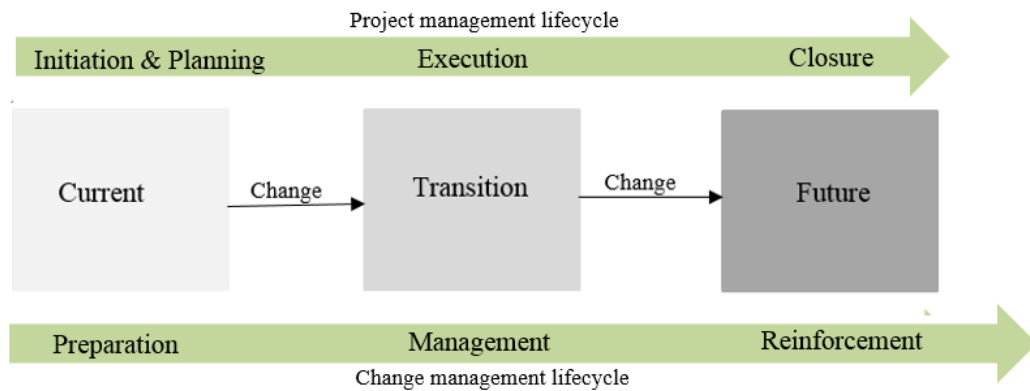 Project management lifecycle
Initiation & Planning Execution Closure
Current Change Transition Change Future
Preparation Management Reinforcement
Change management lifecycle